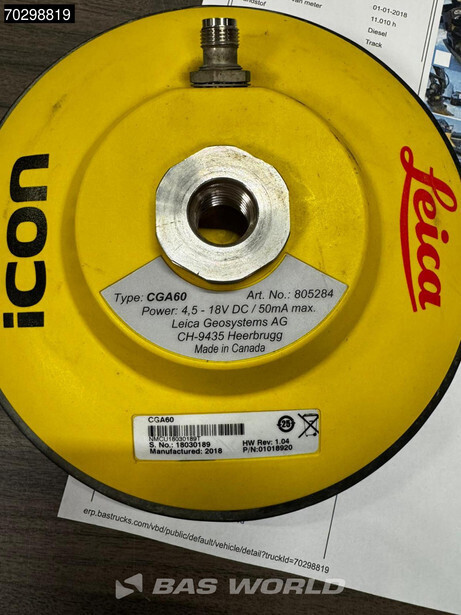 70298819
01-01-2018
11.010 h
Diesel
Track
icon
Leica
Type: CGA60 Art. No.: 805284
Power: 4,5 - 18V DC / 50mA max.
Leica Geosystems AG
CH-9435 Heerbrugg
Made in Canada
CGA60
NMCU18030189T
S. No.: 18030189 HW Rev: 1.04
Manufactured: 2018 P/N:01018920
25
erp.bastrucks.com/vbd/public/default/vehicle/detail?truckId=70298819
BAS WORLD